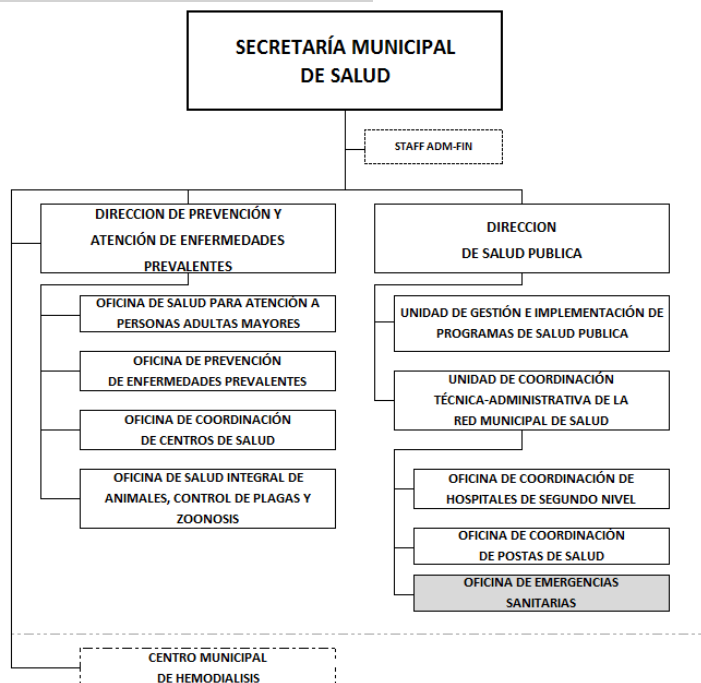 SECRETARÍA MUNICIPAL
DE SALUD
STAFF ADM-FIN
DIRECCION DE PREVENCIÓN Y
ATENCIÓN DE ENFERMEDADES
PREVALENTES
OFICINA DE SALUD PARA ATENCIÓN A
PERSONAS ADULTAS MAYORES
OFICINA DE PREVENCIÓN
DE ENFERMEDADES PREVALENTES
OFICINA DE COORDINACIÓN
DE CENTROS DE SALUD
OFICINA DE SALUD INTEGRAL DE
ANIMALES, CONTROL DE PLAGAS Y
ZOONOSIS
DIRECCION
DE SALUD PUBLICA
UNIDAD DE GESTIÓN E IMPLEMENTACIÓN DE
PROGRAMAS DE SALUD PUBLICA
UNIDAD DE COORDINACIÓN
TÉCNICA-ADMINISTRATIVA DE LA
RED MUNICIPAL DE SALUD
OFICINA DE COORDINACIÓN DE
HOSPITALES DE SEGUNDO NIVEL
OFICINA DE COORDINACIÓN
DE POSTAS DE SALUD
OFICINA DE EMERGENCIAS
SANITARIAS
CENTRO MUNICIPAL
DE HEMODIALISIS